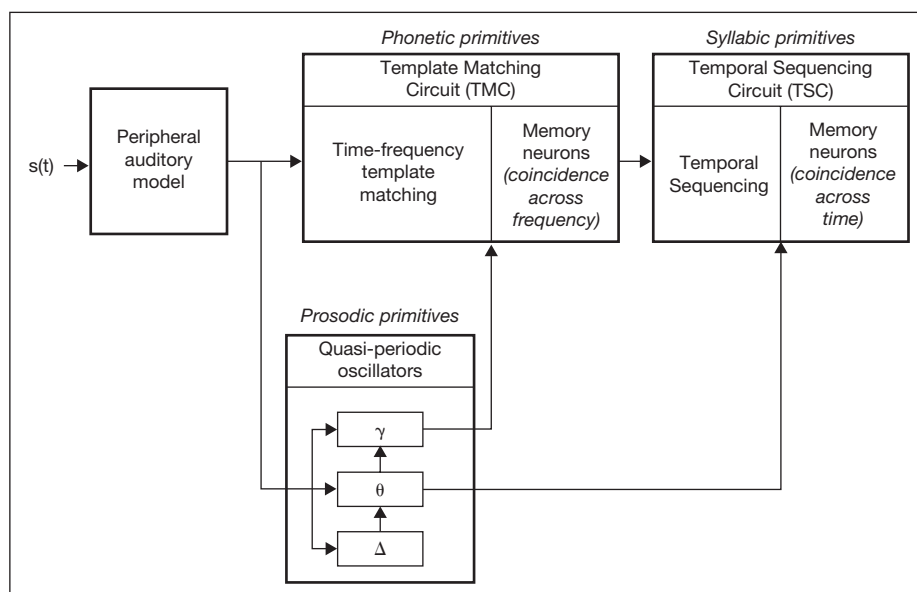 Phonetic primitives
Syllabic primitives
Template Matching
Circuit (TMC)
Temporal Sequencing
Circuit (TSC)
s(t)
Peripheral
auditory
model
Time-frequency
template
matching
Memory
neurons
(coincidence
across
frequency)
Temporal
Sequencing
Memory
neurons
(coincidence
across
time)
Prosodic primitives
Quasi-periodic
oscillators
γ
θ
Δ